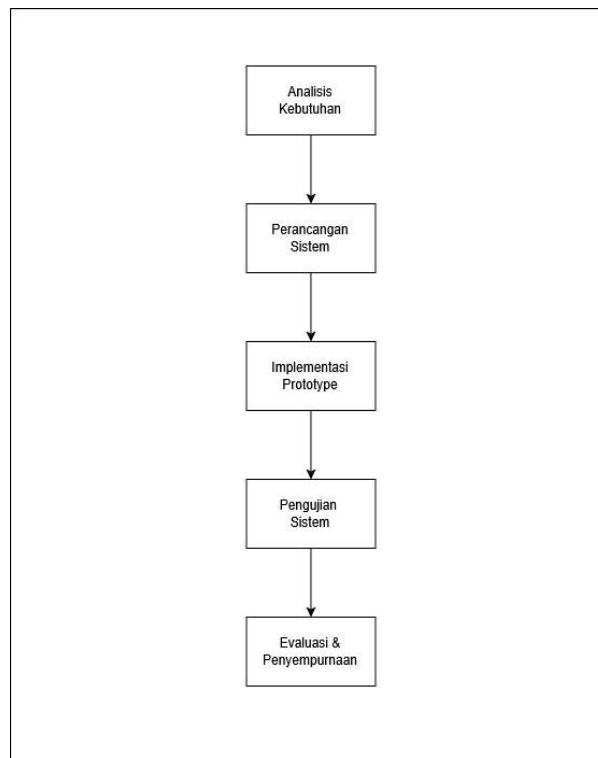 Analisis
Kebutuhan
Perancangan
Sistem
Implementasi
Prototype
Pengujian
Sistem
Evaluasi &
Penyempurnaan